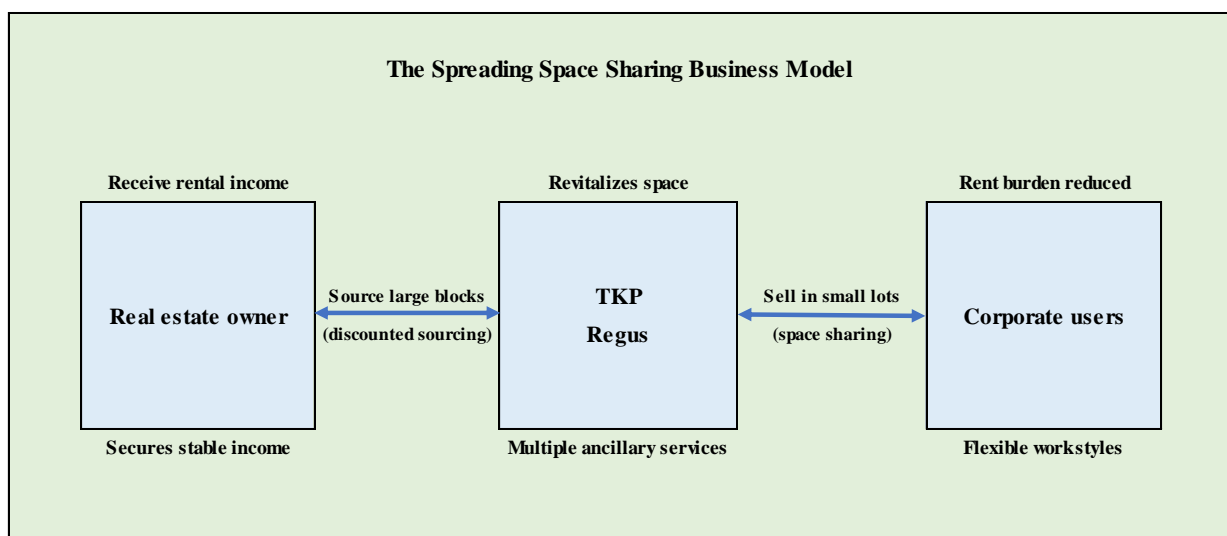 The Spreading Space Sharing Business Model
Receive rental income
Revitalizes space
Rent burden reduced
Real estate owner
Source large blocks
(discounted sourcing)
TKP
Regus
Sell in small lots
(space sharing)
Corporate users
Secures stable income
Multiple ancillary services
Flexible workstyles